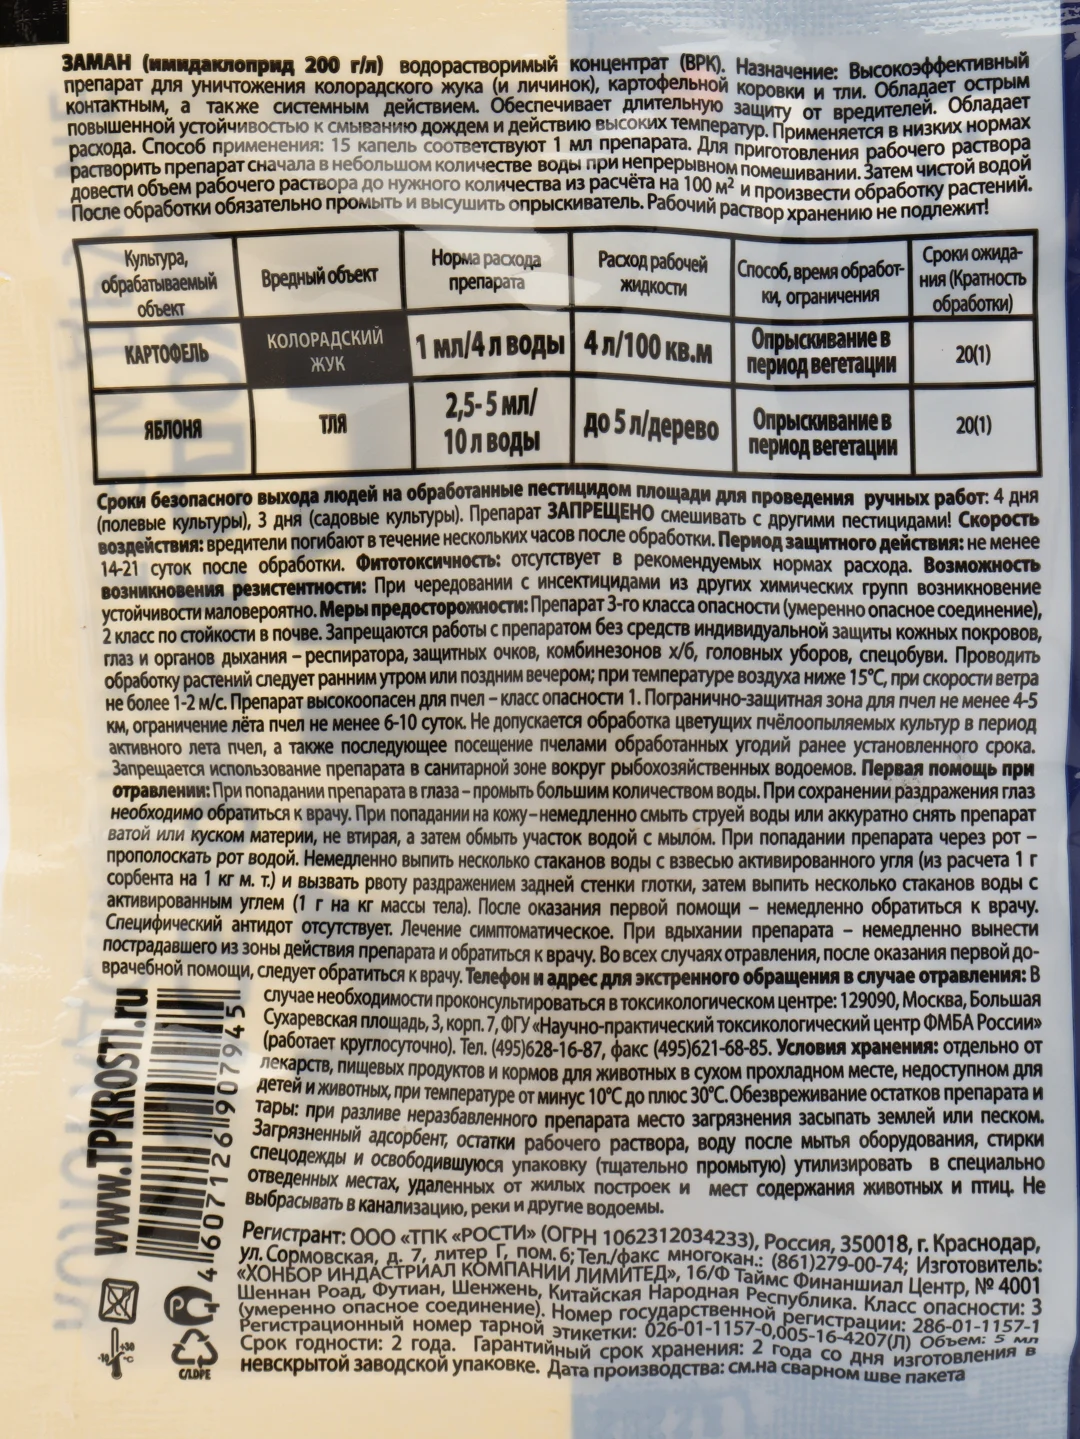 ЗАМАН (имидаклоприд 200 г/л) водорастворимый концентрат (ВРК). Назначение: Высокоэффективный
препарат для уничтожения колорадского жука (и личинок), картофельной коровки и тли. Обладает острым
контактным, а также системным действием. Обеспечивает длительную защиту от вредителей. Обладает
повышенной устойчивостью к смыванию дождем и действию высоких температур. Применяется в низких нормах
расхода. Способ применения: 15 капель соответствуют 1 мл препарата. Для приготовления рабочего раствора
растворить препарат сначала в небольшом количестве воды при непрерывном помешивании. Затем чистой водой
довести объем рабочего раствора до нужного количества из расчёта на 100 м² и произвести обработку растений.
После обработки обязательно промыть и высушить опрыскиватель. Рабочий раствор хранению не подлежит!
Культура, обрабатываемый объект
Вредный объект
Норма расхода препарата
Расход рабочей жидкости
Способ, время обработ-ки, ограничения
Сроки ожида-ния (Кратность обработки)
КАРТОФЕЛЬ
КОЛОРАДСКИЙ ЖУК
1 мл/4 л воды
4 л/100 кв.м
Опрыскивание в период вегетации
20(1)
ЯБЛОНЯ
ТЛЯ
2,5- 5 мл/ 10 л воды
до 5 л/дерево
Опрыскивание в период вегетации
20(1)
Сроки безопасного выхода людей на обработанные пестицидом площади для проведения ручных работ: 4 дня
(полевые культуры), 3 дня (садовые культуры). Препарат ЗАПРЕЩЕНО смешивать с другими пестицидами! Скорость
воздействия: вредители погибают в течение нескольких часов после обработки. Период защитного действия: не менее
14-21 суток после обработки. Фитотоксичность: отсутствует в рекомендуемых нормах расхода. Возможность
возникновения резистентности: При чередовании с инсектицидами из других химических групп возникновение
устойчивости маловероятно. Меры предосторожности: Препарат 3-го класса опасности (умеренно опасное соединение),
2 класс по стойкости в почве. Запрещаются работы с препаратом без средств индивидуальной защиты кожных покровов,
глаз и органов дыхания – респиратора, защитных очков, комбинезонов х/б, головных уборов, спецобуви. Проводить
обработку растений следует ранним утром или поздним вечером; при температуре воздуха ниже 15°С, при скорости ветра
не более 1-2 м/с. Препарат высокоопасен для пчел – класс опасности 1. Погранично-защитная зона для пчел не менее 4-5
км, ограничение лёта пчел не менее 6-10 суток. Не допускается обработка цветущих пчёлоопыляемых культур в период
активного лета пчел, а также последующее посещение пчелами обработанных угодий ранее установленного срока.
Запрещается использование препарата в санитарной зоне вокруг рыбохозяйственных водоемов. Первая помощь при
отравлении: При попадании препарата в глаза – промыть большим количеством воды. При сохранении раздражения глаз
необходимо обратиться к врачу. При попадании на кожу – немедленно смыть струей воды или аккуратно снять препарат
ватой или куском материи, не втирая, а затем обмыть участок водой с мылом. При попадании препарата через рот –
прополоскать рот водой. Немедленно выпить несколько стаканов воды с взвесью активированного угля (из расчета 1 г
сорбента на 1 кг м. т.) и вызвать рвоту раздражением задней стенки глотки, затем выпить несколько стаканов воды с
активированным углем (1 г на кг массы тела). После оказания первой помощи – немедленно обратиться к врачу.
Специфический антидот отсутствует. Лечение симптоматическое. При вдыхании препарата – немедленно вынести
пострадавшего из зоны действия препарата и обратиться к врачу. Во всех случаях отравления, после оказания первой до-
врачебной помощи, следует обратиться к врачу. Телефон и адрес для экстренного обращения в случае отравления: В
случае необходимости проконсультироваться в токсикологическом центре: 129090, Москва, Большая
Сухаревская площадь, 3, корп. 7, ФГУ «Научно-практический токсикологический центр ФМБА России»
(работает круглосуточно). Тел. (495)628-16-87, факс (495)621-68-85. Условия хранения: отдельно от
лекарств, пищевых продуктов и кормов для животных в сухом прохладном месте, недоступном для
детей и животных, при температуре от минус 10°С до плюс 30°С. Обезвреживание остатков препарата и
тары: при разливе неразбавленного препарата место загрязнения засыпать землей или песком.
Загрязненный адсорбент, остатки рабочего раствора, воду после мытья оборудования, стирки
спецодежды и освободившуюся упаковку (тщательно промытую) утилизировать в специально
отведенных местах, удаленных от жилых построек и мест содержания животных и птиц. Не
выбрасывать в канализацию, реки и другие водоемы.
www.TPKROSTI.ru
4 607126 907945
Регистрант: ООО «ТПК «РОСТИ» (ОГРН 1062312034233), Россия, 350018, г. Краснодар,
ул. Сормовская, д. 7, литер Г, пом. 6; Тел./факс многокан.: (861)279-00-74; Изготовитель:
«ХОНБОР ИНДАСТРИАЛ КОМПАНИ ЛИМИТЕД», 16/Ф Таймс Финаншиал Центр, № 4001
Шеннан Роад, Футиан, Шенжень, Китайская Народная Республика. Класс опасности: 3
(умеренно опасное соединение). Номер государственной регистрации: 286-01-1157-1
Регистрационный номер тарной этикетки: 026-01-1157-0,005-16-4207(Л) Объем: 5 мл
Срок годности: 2 года. Гарантийный срок хранения: 2 года со дня изготовления в
невскрытой заводской упаковке. Дата производства: см.на сварном шве пакета
-10 +30 °С
С/LDPE